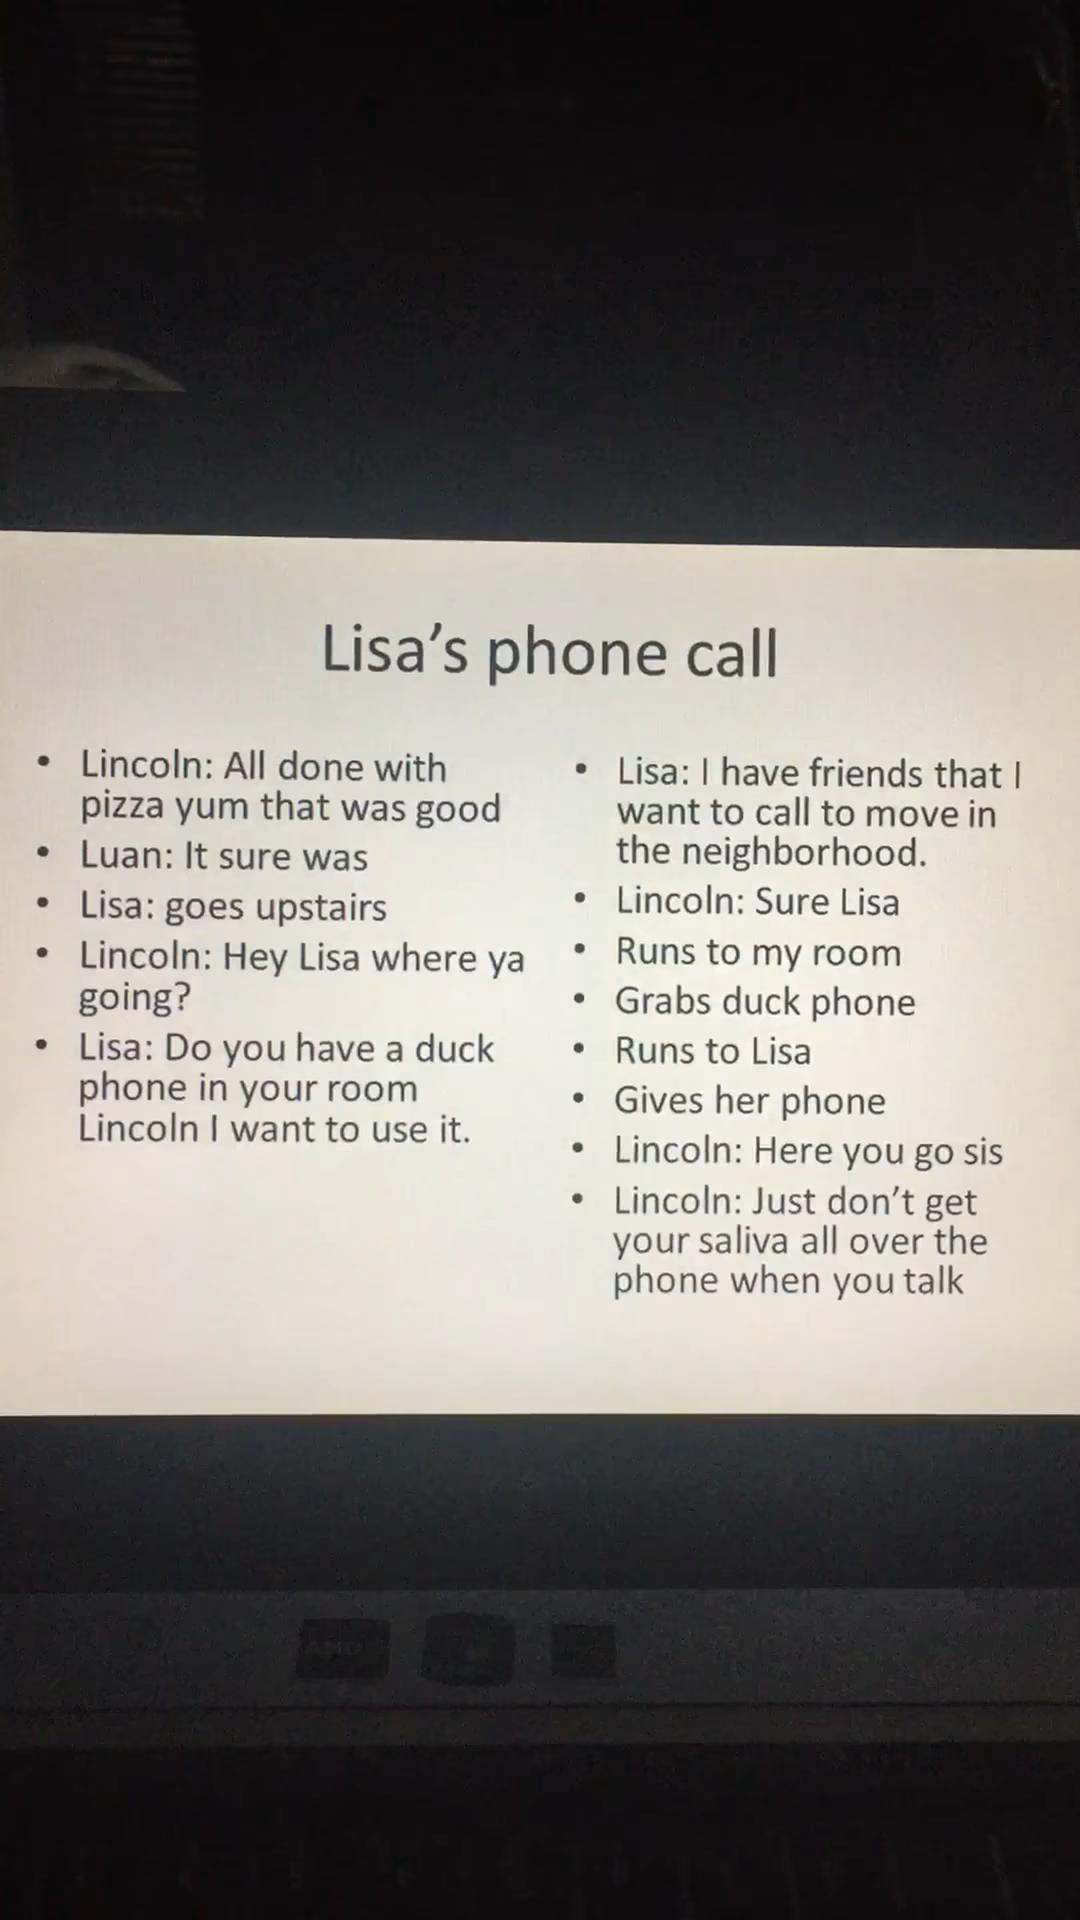 Lisa's phone call
• Lincoln: All done with
pizza yum that was good
• Luan: It sure was
• Lisa: goes upstairs
• Lincoln: Hey Lisa where ya
going?
• Lisa: Do you have a duck
phone in your room
Lincoln I want to use it.
• Lisa: I have friends that I
want to call to move in
the neighborhood.
• Lincoln: Sure Lisa
• Runs to my room
• Grabs duck phone
• Runs to Lisa
• Gives her phone
• Lincoln: Here you go sis
• Lincoln: Just don't get
your saliva all over the
phone when you talk
AMD